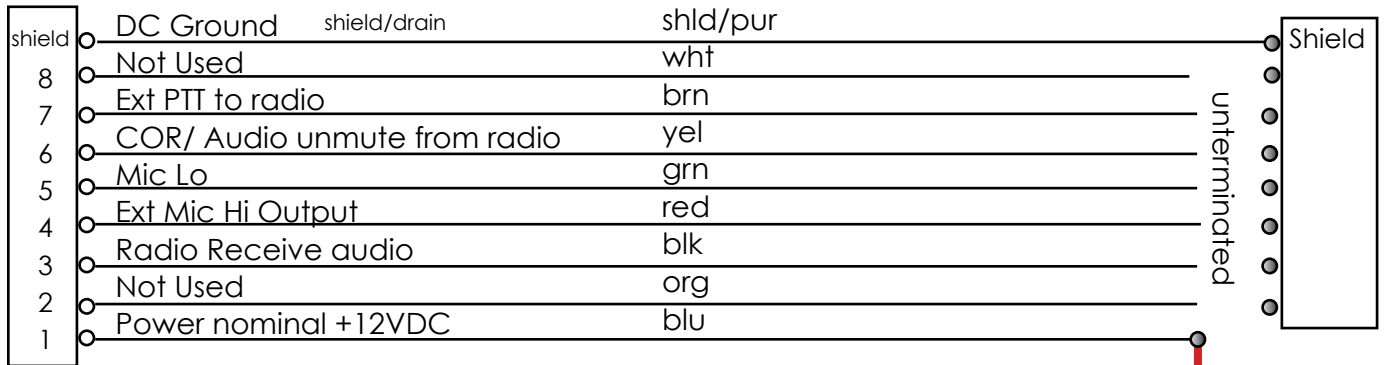 shield DC Ground shield/drain shld/pur Shield
8 Not Used wht
7 Ext PTT to radio brn
6 COR/ Audio unmute from radio yel
5 Mic Lo grn
4 Ext Mic Hi Output red
3 Radio Receive audio blk
2 Not Used org
1 Power nominal +12VDC blu
unterminated